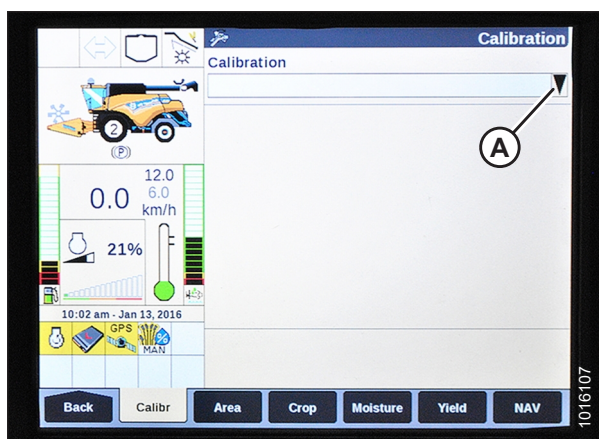 Calibration
Calibration
A
2
(P)
12.0
0.0
6.0
km/h
21%
10:02 am - Jan 13, 2016
GPS
%
MAN
Back
Calibr
Area
Crop
Moisture
Yield
NAV
1016107